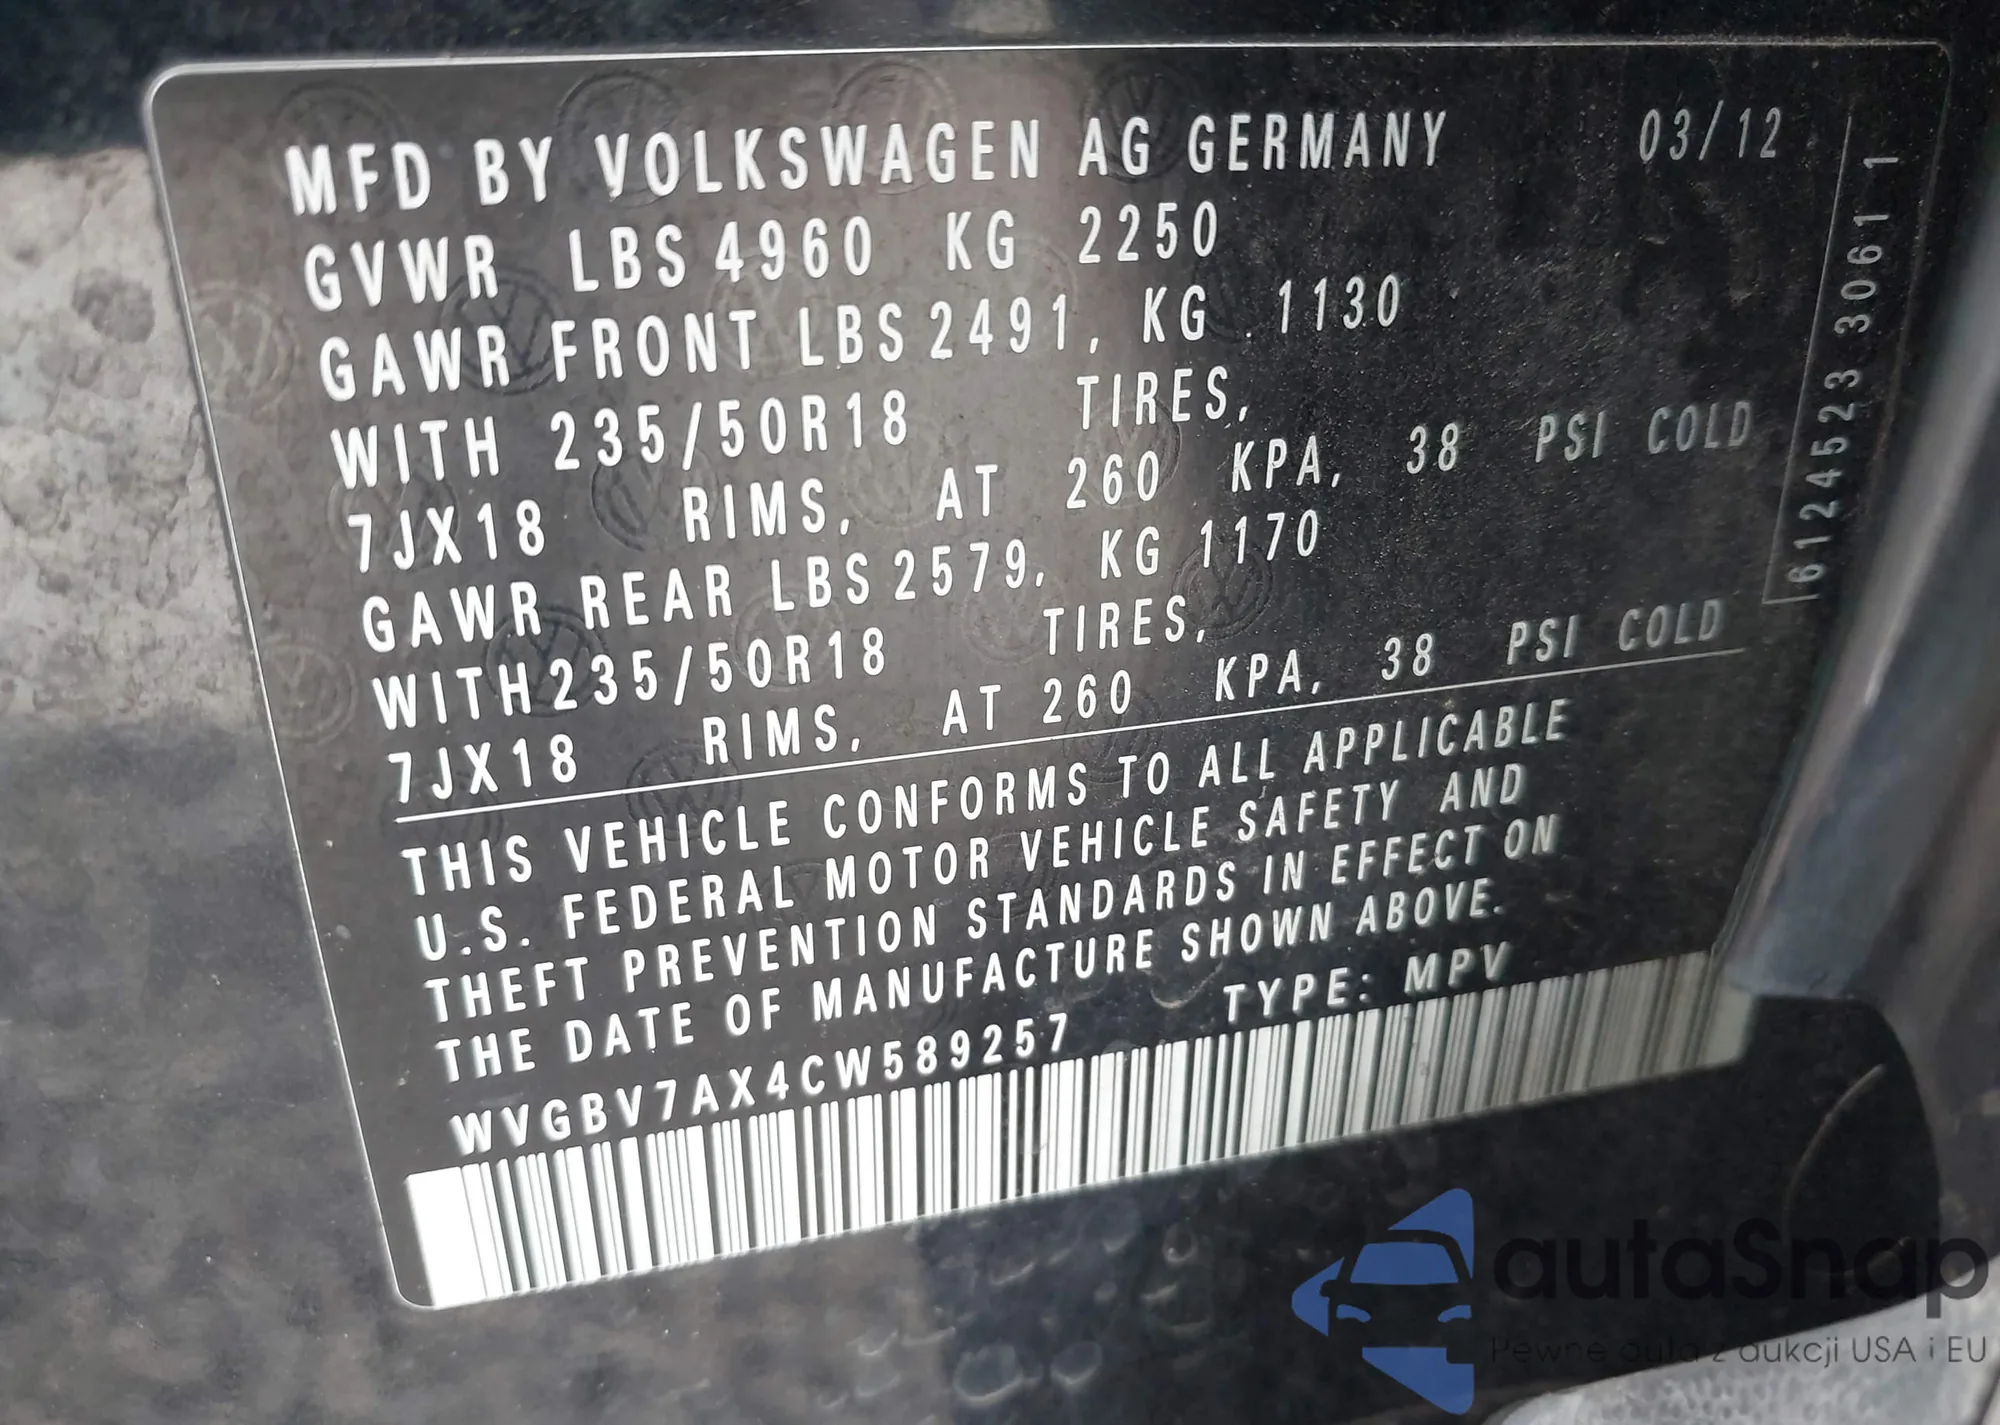 MFD BY VOLKSWAGEN AG GERMANY 03/12
GVWR LBS 4960 KG 2250
GAWR FRONT LBS 2491, KG . 1130
WITH 235/50R18 TIRES,
7JX18 RIMS, AT 260 KPA, 38 PSI COLD
GAWR REAR LBS 2579, KG 1170
WITH 235/50R18 TIRES,
7JX18 RIMS, AT 260 KPA, 38 PSI COLD
THIS VEHICLE CONFORMS TO ALL APPLICABLE
U.S. FEDERAL MOTOR VEHICLE SAFETY AND
THEFT PREVENTION STANDARDS IN EFFECT ON
THE DATE OF MANUFACTURE SHOWN ABOVE.
WVGBV7AX4CW589257 TYPE: MPV
6124523 3061 1
autaSnap
Pewne auta z aukcji USA i EU